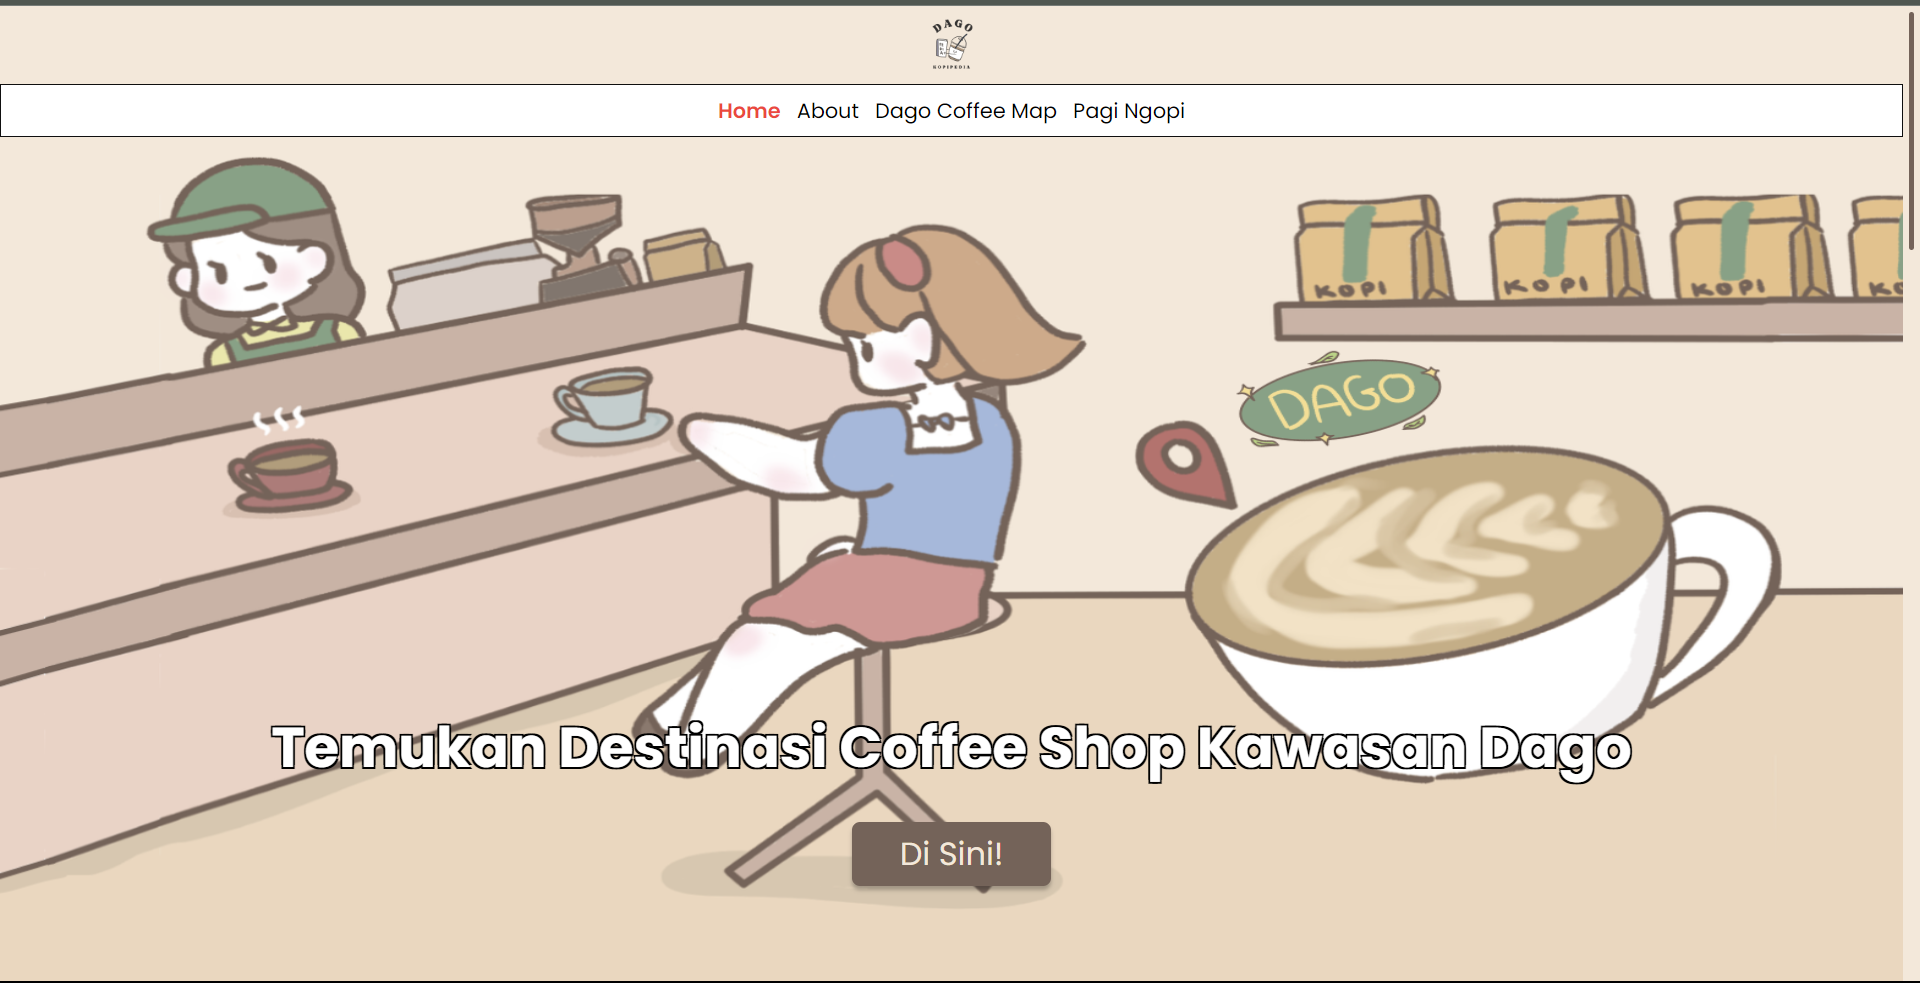 DAGO
KOPIPEDIA
Home About Dago Coffee Map Pagi Ngopi
KOPI KOPI KOPI KO
DAGO
Temukan Destinasi Coffee Shop Kawasan Dago
Di Sini!